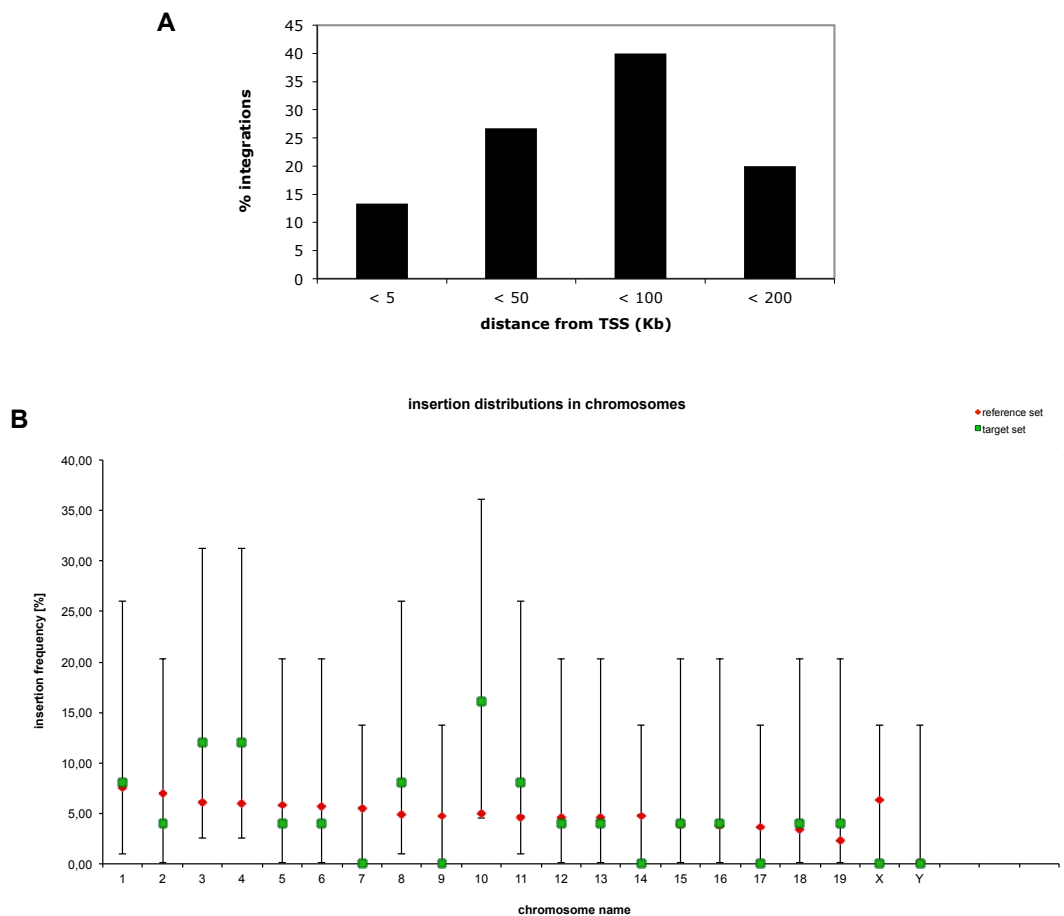 A
45
40
35
30
25
20
15
10
5
0
% integrations
< 5 < 50 < 100 < 200
distance from TSS (Kb)
B
insertion distributions in chromosomes
reference set
target set
40,00
35,00
30,00
25,00
20,00
15,00
10,00
5,00
0,00
insertion frequency [%]
1 2 3 4 5 6 7 8 9 10 11 12 13 14 15 16 17 18 19 X Y
chromosome name